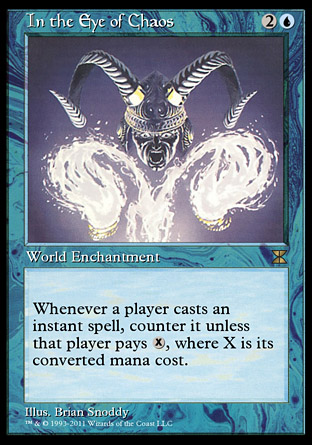 In the Eye of Chaos 2
World Enchantment
Whenever a player casts an
instant spell, counter it unless
that player pays X, where X is its
converted mana cost.
Illus. Brian Snoddy
™ & © 1993-2011 Wizards of the Coast LLC